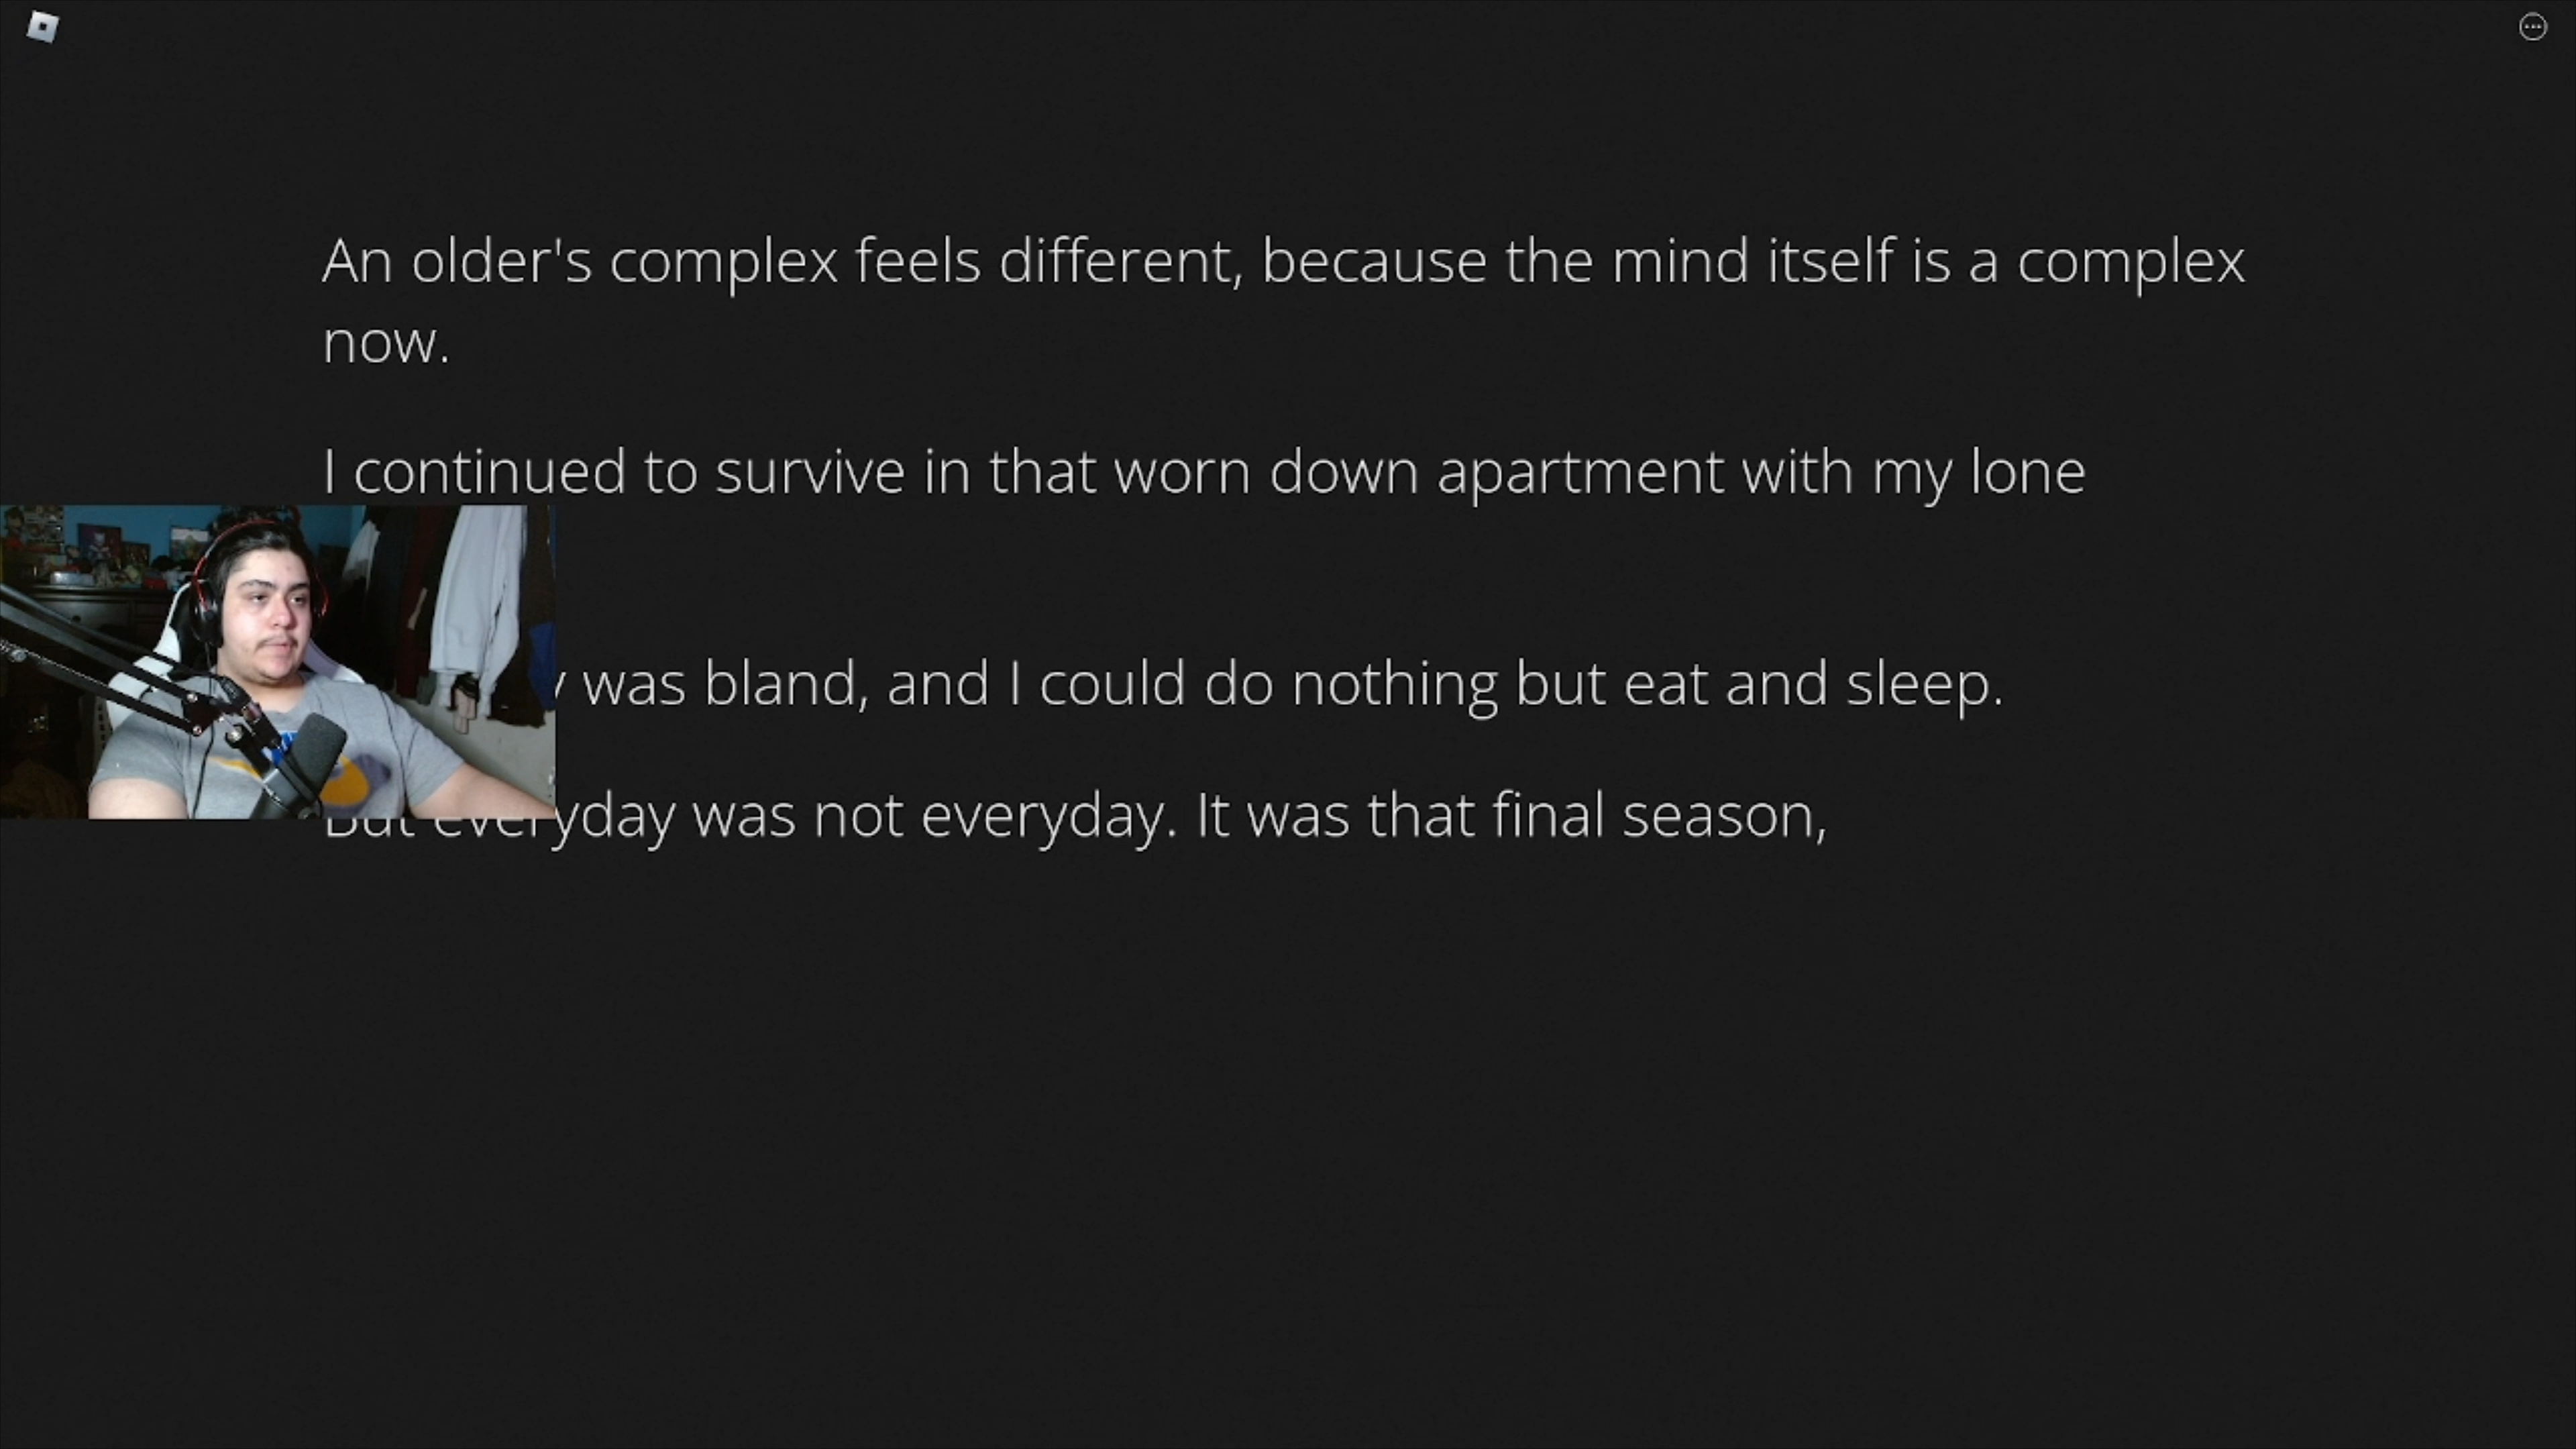 An older's complex feels different, because the mind itself is a complex
now.
I continued to survive in that worn down apartment with my lone
was bland, and I could do nothing but eat and sleep.
But everyday was not everyday. It was that final season,